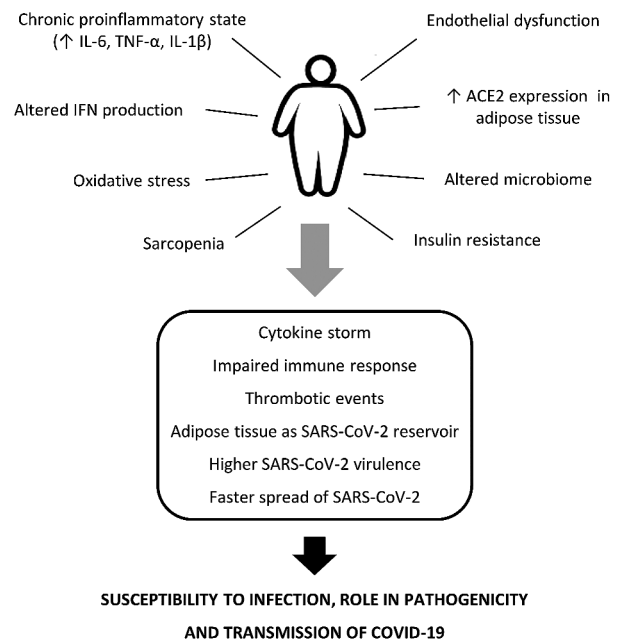 Chronic proinflammatory state
(↑ IL-6, TNF-α, IL-1β)
Endothelial dysfunction
Altered IFN production
↑ ACE2 expression in
adipose tissue
Oxidative stress
Altered microbiome
Sarcopenia
Insulin resistance
Cytokine storm
Impaired immune response
Thrombotic events
Adipose tissue as SARS-CoV-2 reservoir
Higher SARS-CoV-2 virulence
Faster spread of SARS-CoV-2
SUSCEPTIBILITY TO INFECTION, ROLE IN PATHOGENICITY
AND TRANSMISSION OF COVID-19